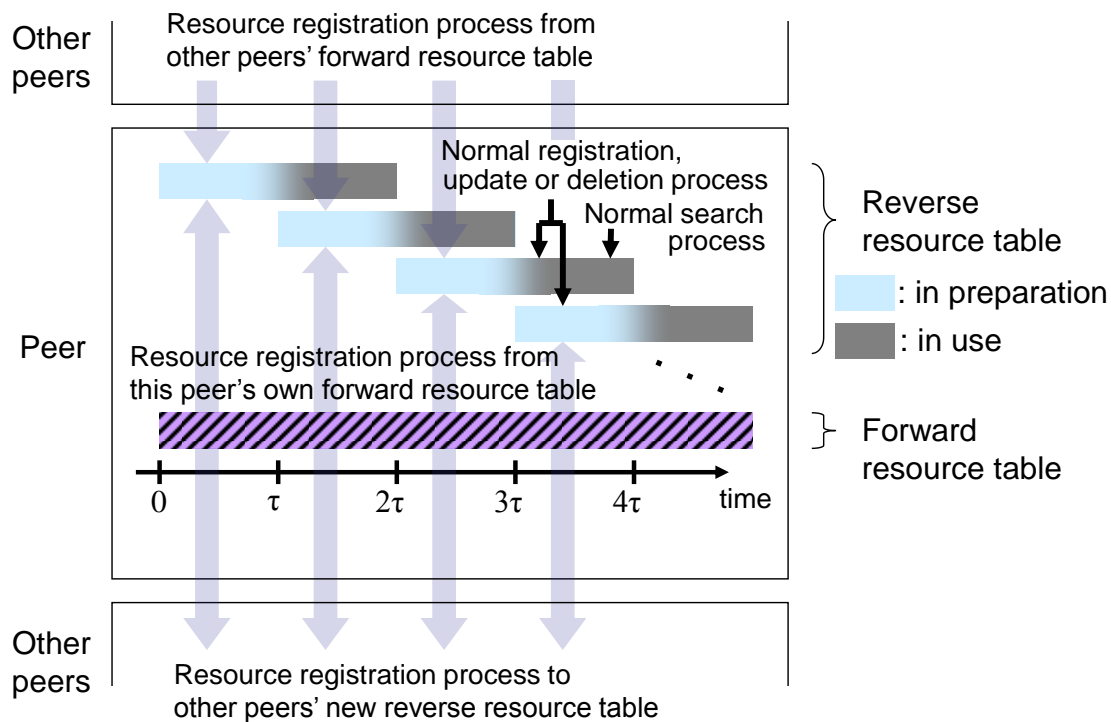 Other
peers
Resource registration process from
other peers’ forward resource table
Peer
Normal registration,
update or deletion process
Normal search
process
Resource registration process from
this peer’s own forward resource table
0
τ
2τ
3τ
4τ
time
Reverse
resource table
: in preparation
: in use
Forward
resource table
Other
peers
Resource registration process to
other peers’ new reverse resource table